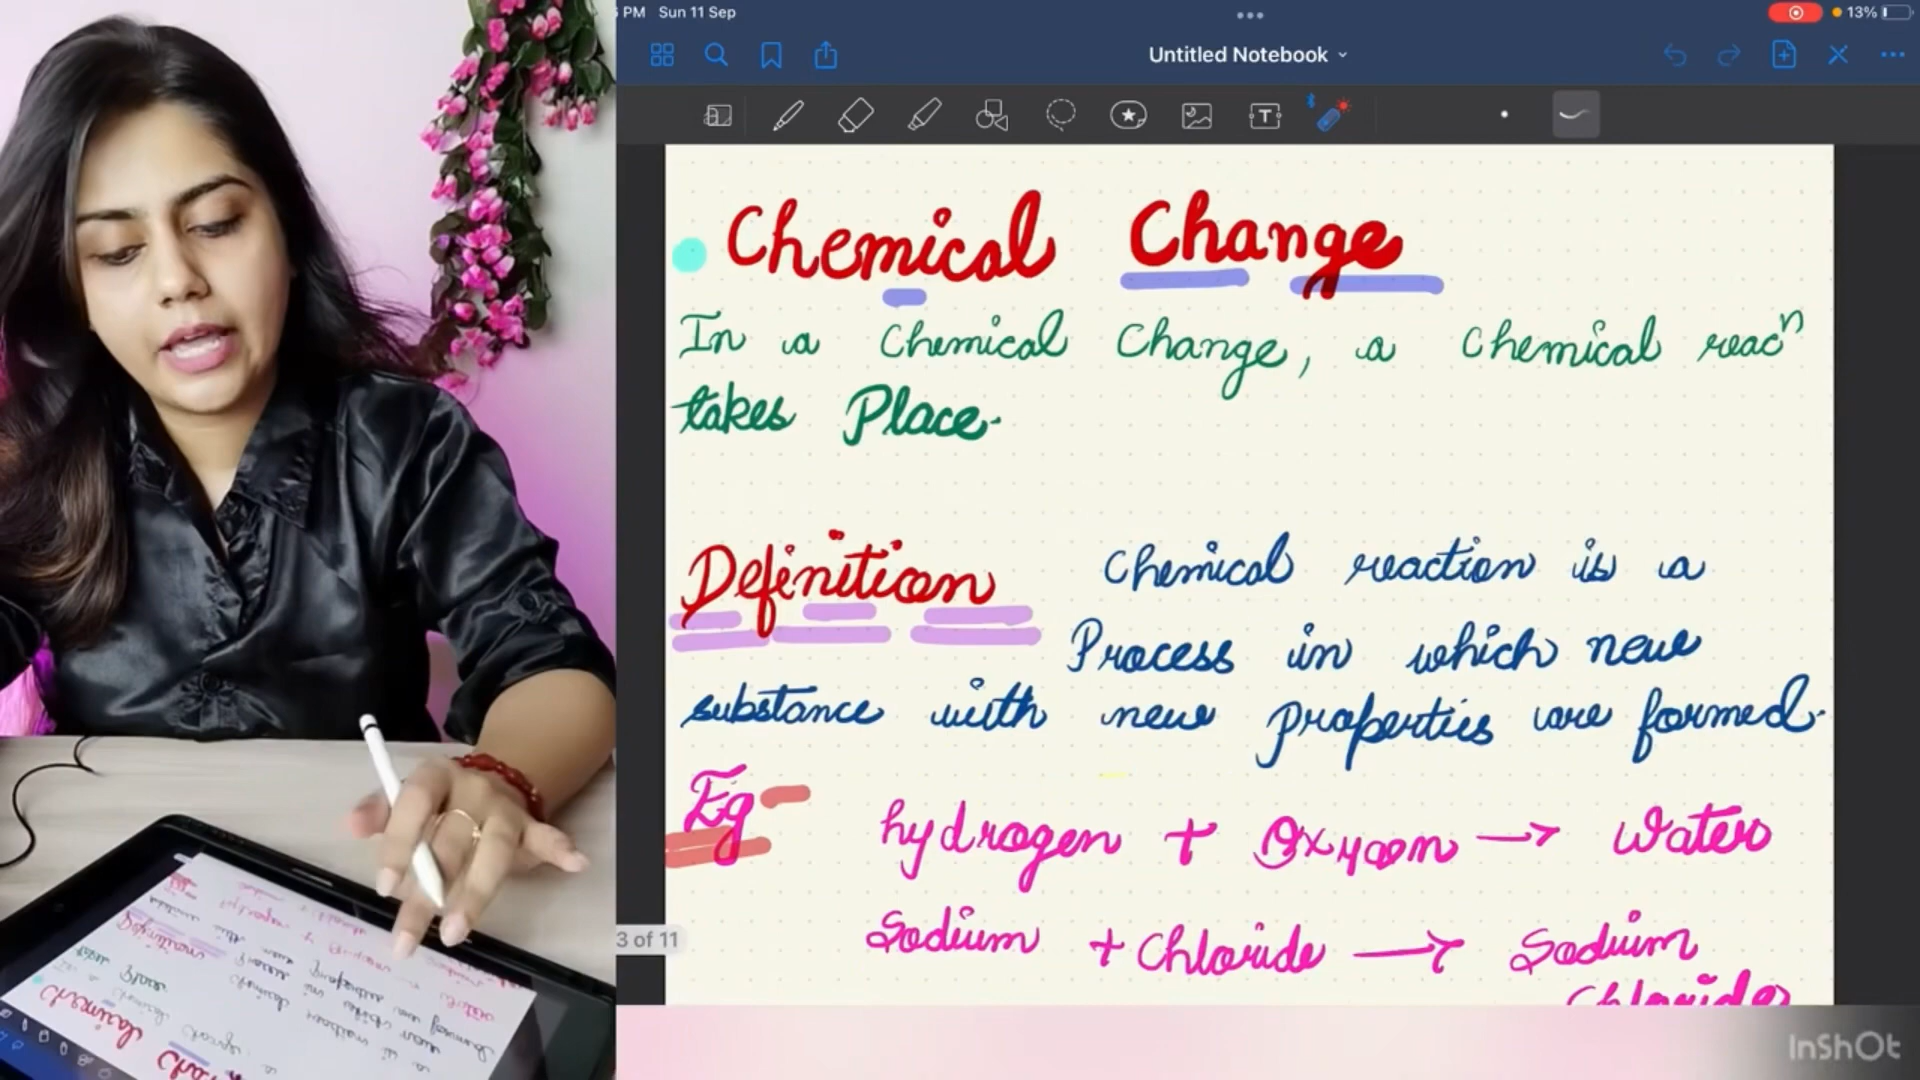 PM Sun 11 Sep
13%
Untitled Notebook
T
Chemical Change
In a Chemical Change, a Chemical reacⁿ
takes Place.
Definition Chemical reaction is a
Process in which new
substance with new properties are formed.
Eg hydrogen + Oxygen → Water
3 of 11
Sodium + Chloride → Sodium
Chloride
InShOt